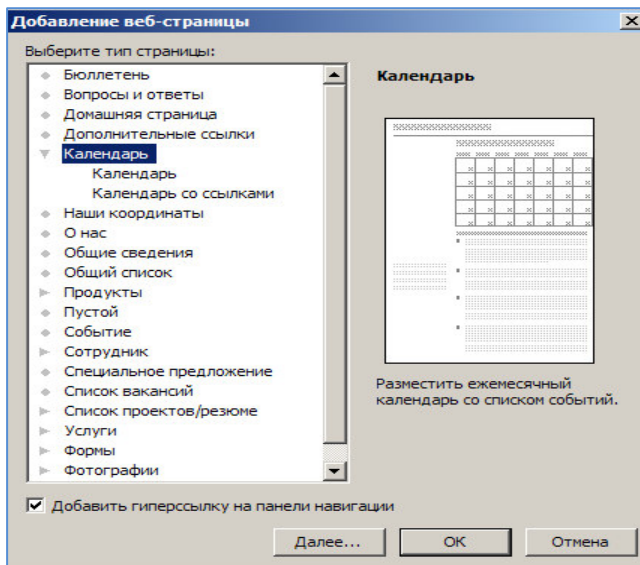 Добавление веб-страницы
Выберите тип страницы:
Бюллетень
Вопросы и ответы
Домашняя страница
Дополнительные ссылки
Календарь
Календарь
Календарь со ссылками
Наши координаты
О нас
Общие сведения
Общий список
Продукты
Пустой
Событие
Сотрудник
Специальное предложение
Список вакансий
Список проектов/резюме
Услуги
Формы
Фотографии
Календарь
Разместить ежемесячный
календарь со списком событий.
Добавить гиперссылку на панели навигации
Далее...
ОК
Отмена